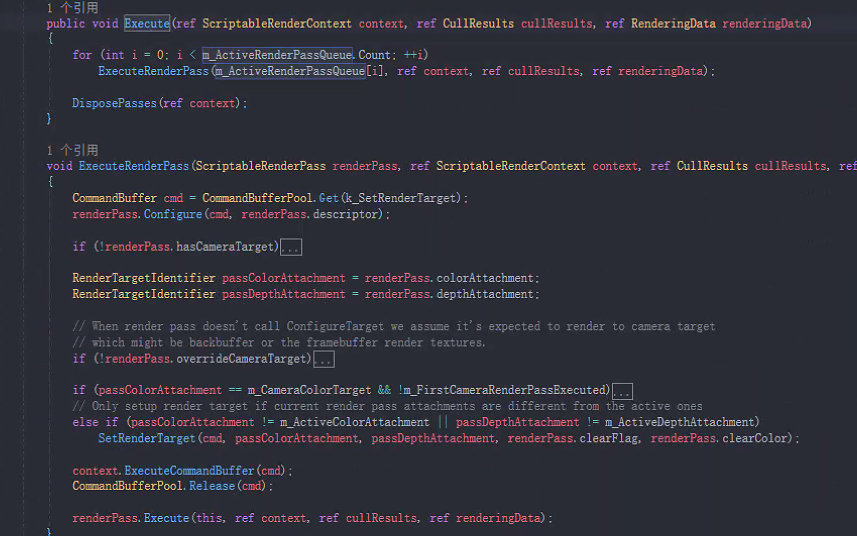 1 个引用
public void Execute(ref ScriptableRenderContext context, ref CullResults cullResults, ref RenderingData renderingData)
{
for (int i = 0; i < m_ActiveRenderPassQueue.Count; ++i)
ExecuteRenderPass(m_ActiveRenderPassQueue[i], ref context, ref cullResults, ref renderingData);
DisposePasses(ref context);
}
1 个引用
void ExecuteRenderPass(ScriptableRenderPass renderPass, ref ScriptableRenderContext context, ref CullResults cullResults, ref
{
CommandBuffer cmd = CommandBufferPool.Get(k_SetRenderTarget);
renderPass.Configure(cmd, renderPass.descriptor);
if (!renderPass.hasCameraTarget)...
RenderTargetIdentifier passColorAttachment = renderPass.colorAttachment;
RenderTargetIdentifier passDepthAttachment = renderPass.depthAttachment;
// When render pass doesn't call ConfigureTarget we assume it's expected to render to camera target
// which might be backbuffer or the framebuffer render textures.
if (!renderPass.overrideCameraTarget)...
if (passColorAttachment == m_CameraColorTarget && !m_FirstCameraRenderPassExecuted)...
// Only setup render target if current render pass attachments are different from the active ones
else if (passColorAttachment != m_ActiveColorAttachment || passDepthAttachment != m_ActiveDepthAttachment)
SetRenderTarget(cmd, passColorAttachment, passDepthAttachment, renderPass.clearFlag, renderPass.clearColor);
context.ExecuteCommandBuffer(cmd);
CommandBufferPool.Release(cmd);
renderPass.Execute(this, ref context, ref cullResults, ref renderingData);
}